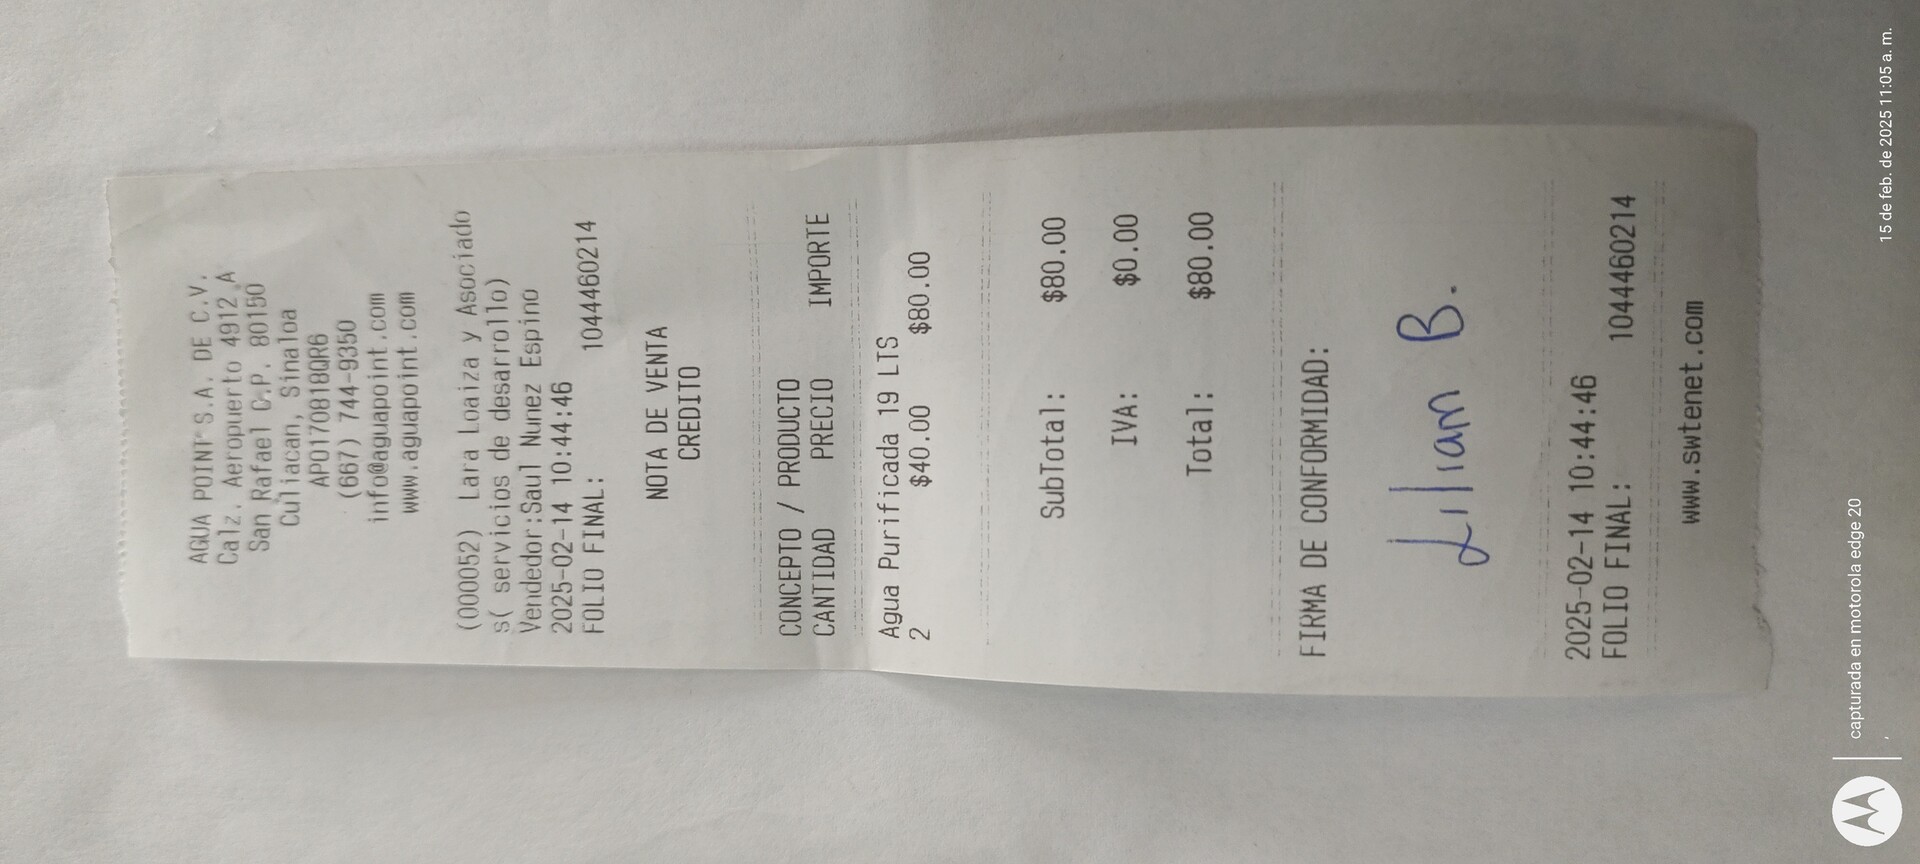 AGUA POINT S.A. DE C.V.
Calz. Aeropuerto 4912 A
San Rafael C.P. 80150
Culiacan, Sinaloa
APO170818QR6
(667) 744-9350
info@aguapoint.com
www.aguapoint.com
(000052) Lara Loaiza y Asociado
s( servicios de desarrollo)
Vendedor:Saul Nunez Espino
2025-02-14 10:44:46
FOLIO FINAL: 1044460214
NOTA DE VENTA
CREDITO
CONCEPTO / PRODUCTO
CANTIDAD PRECIO IMPORTE
Agua Purificada 19 LTS
2 $40.00 $80.00
SubTotal: $80.00
IVA: $0.00
Total: $80.00
FIRMA DE CONFORMIDAD:
Lilian B.
2025-02-14 10:44:46
FOLIO FINAL: 1044460214
www.swtenet.com
capturada en motorola edge 20
15 de feb. de 2025 11:05 a. m.